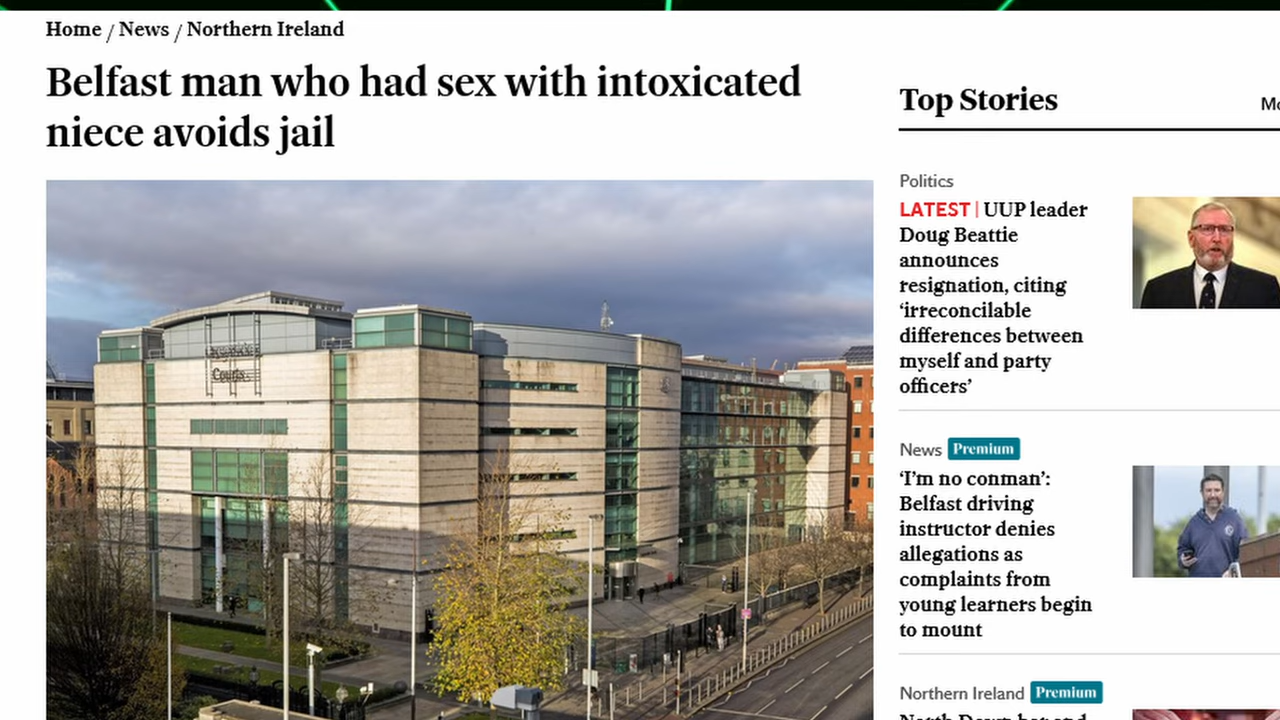 Home / News / Northern Ireland
Belfast man who had sex with intoxicated
niece avoids jail
Courts
Top Stories
Politics
LATEST | UUP leader
Doug Beattie
announces
resignation, citing
‘irreconcilable
differences between
myself and party
officers’
News Premium
‘I’m no conman’:
Belfast driving
instructor denies
allegations as
complaints from
young learners begin
to mount
Northern Ireland Premium